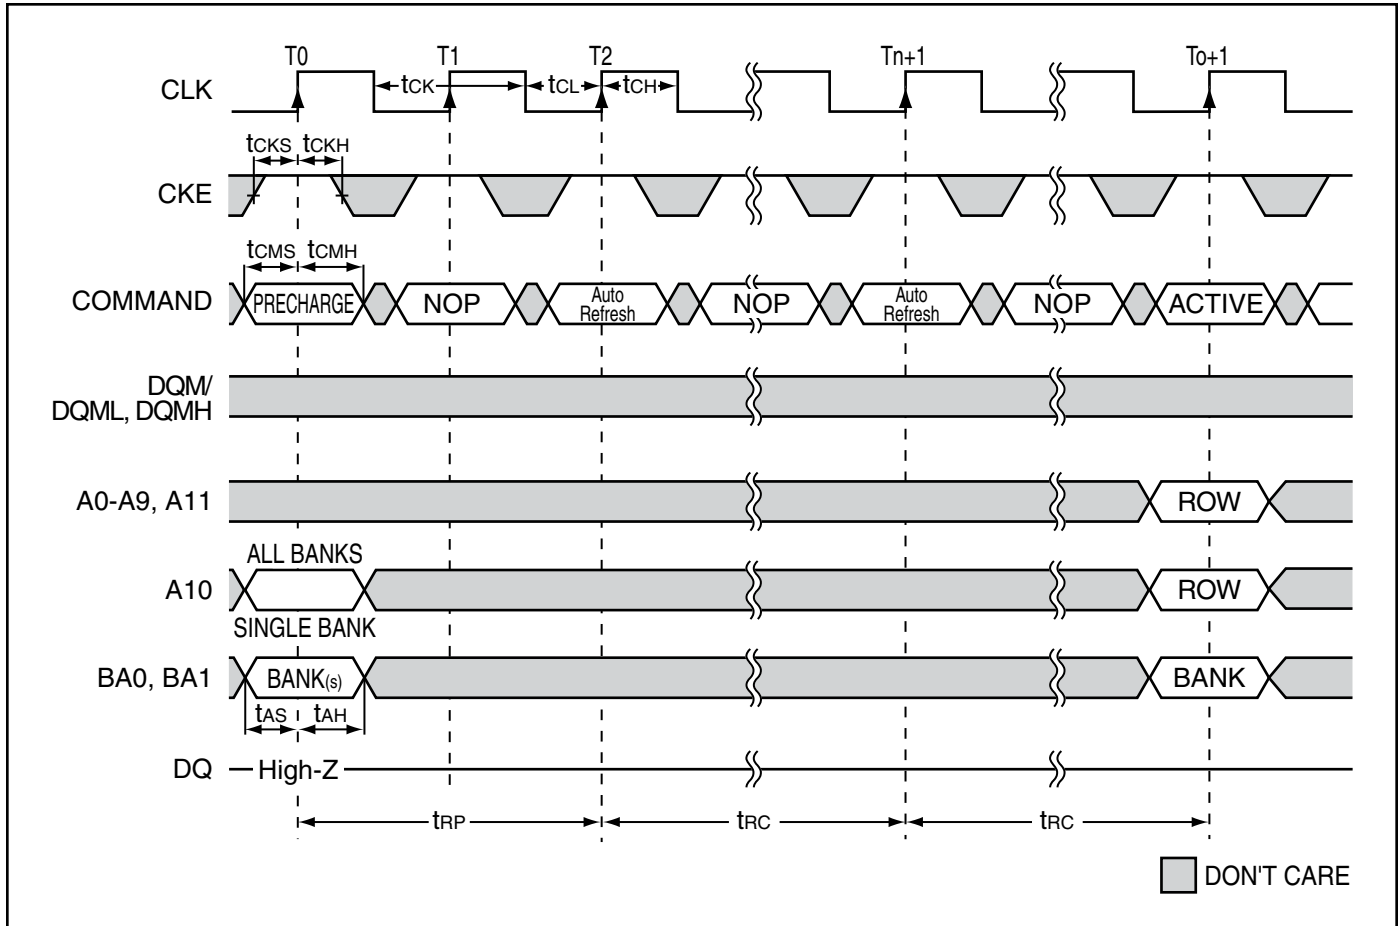 T0 T1 T2 Tn+1 To+1
CLK tCK tCL tCH
tCKS tCKH
CKE
tCMS tCMH
COMMAND PRECHARGE NOP Auto Refresh NOP Auto Refresh NOP ACTIVE
DQM/
DQML, DQMH
A0-A9, A11 ROW
ALL BANKS
A10 ROW
SINGLE BANK
BA0, BA1 BANK(s) BANK
tAS tAH
DQ High-Z
tRP tRC tRC
DON'T CARE